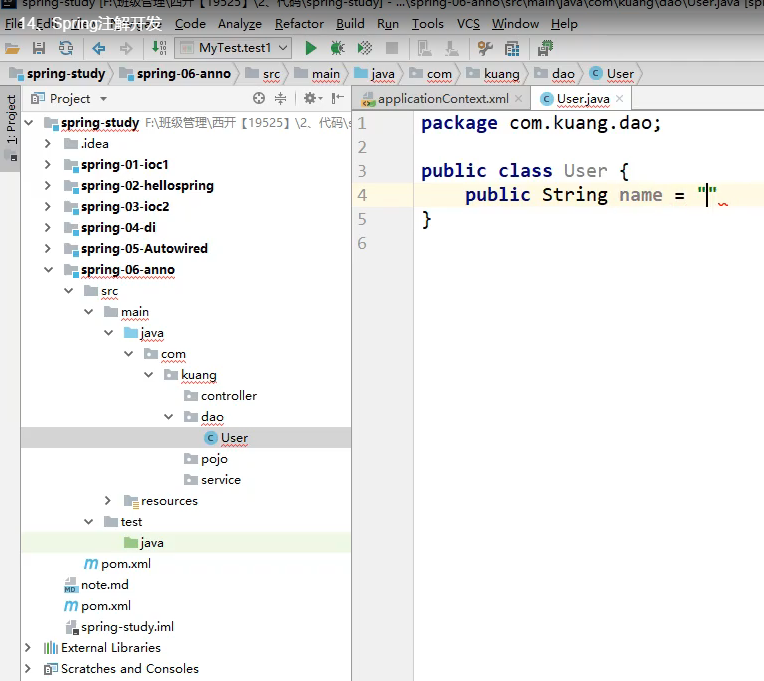 spring-study [F:\班级管理\西开【19525】\2、代码\spring-study] - ...\spring-06-anno\src\main\java\com\kuang\dao\User.java [spring
14、Spring注解开发
File Edit Code Analyze Refactor Build Run Tools VCS Window Help
MyTest.test1
spring-study spring-06-anno src main java com kuang dao User
1: Project
Project
applicationContext.xml
User.java
spring-study F:\班级管理\西开【19525】\2、代码\s
.idea
spring-01-ioc1
spring-02-hellospring
spring-03-ioc2
spring-04-di
spring-05-Autowired
spring-06-anno
src
main
java
com
kuang
controller
dao
User
pojo
service
resources
test
java
pom.xml
note.md
pom.xml
spring-study.iml
External Libraries
Scratches and Consoles
1 package com.kuang.dao;
2
3 public class User {
4 public String name = ""
5 }
6